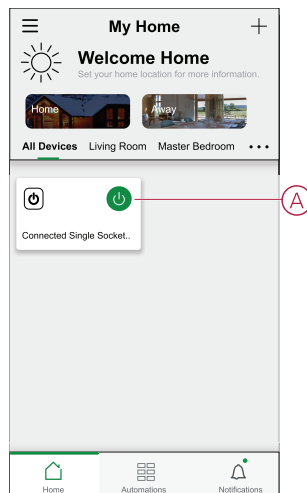 My Home
Welcome Home
Set your home location for more information.
Home Away
All Devices Living Room Master Bedroom
Connected Single Socket..
A
Home Automations Notifications